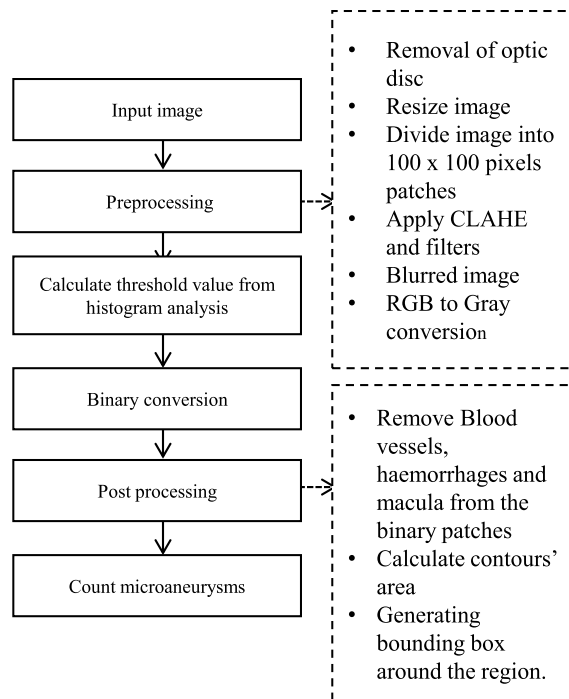 Input image
Preprocessing
Calculate threshold value from
histogram analysis
Binary conversion
Post processing
Count microaneurysms
• Removal of optic
disc
• Resize image
• Divide image into
100 x 100 pixels
patches
• Apply CLAHE
and filters
• Blurred image
• RGB to Gray
conversion
• Remove Blood
vessels,
haemorrhages and
macula from the
binary patches
• Calculate contours’
area
• Generating
bounding box
around the region.